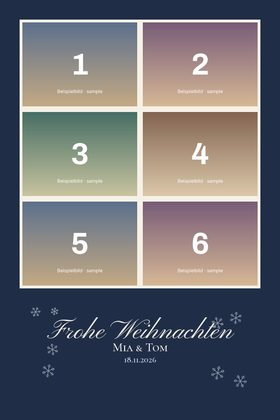 1
2
Beispielbild · sample
Beispielbild · sample
3
4
Beispielbild · sample
Beispielbild · sample
5
6
Beispielbild · sample
Beispielbild · sample
Frohe Weihnachten
Mia & Tom
18.11.2026